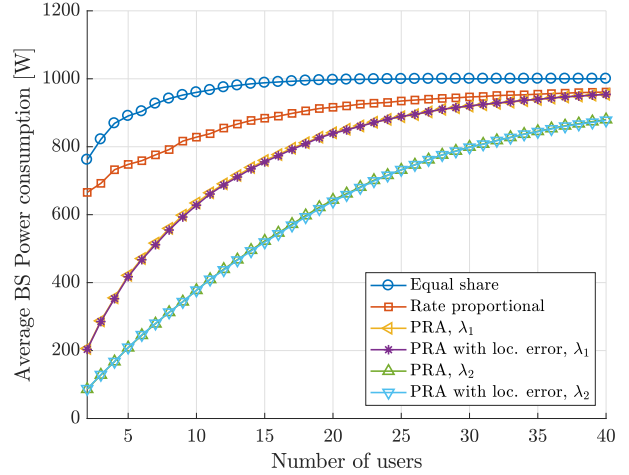 1200
1000
800
600
400
200
0
Average BS Power consumption [W]
Equal share
Rate proportional
PRA, λ₁
PRA with loc. error, λ₁
PRA, λ₂
PRA with loc. error, λ₂
5 10 15 20 25 30 35 40
Number of users